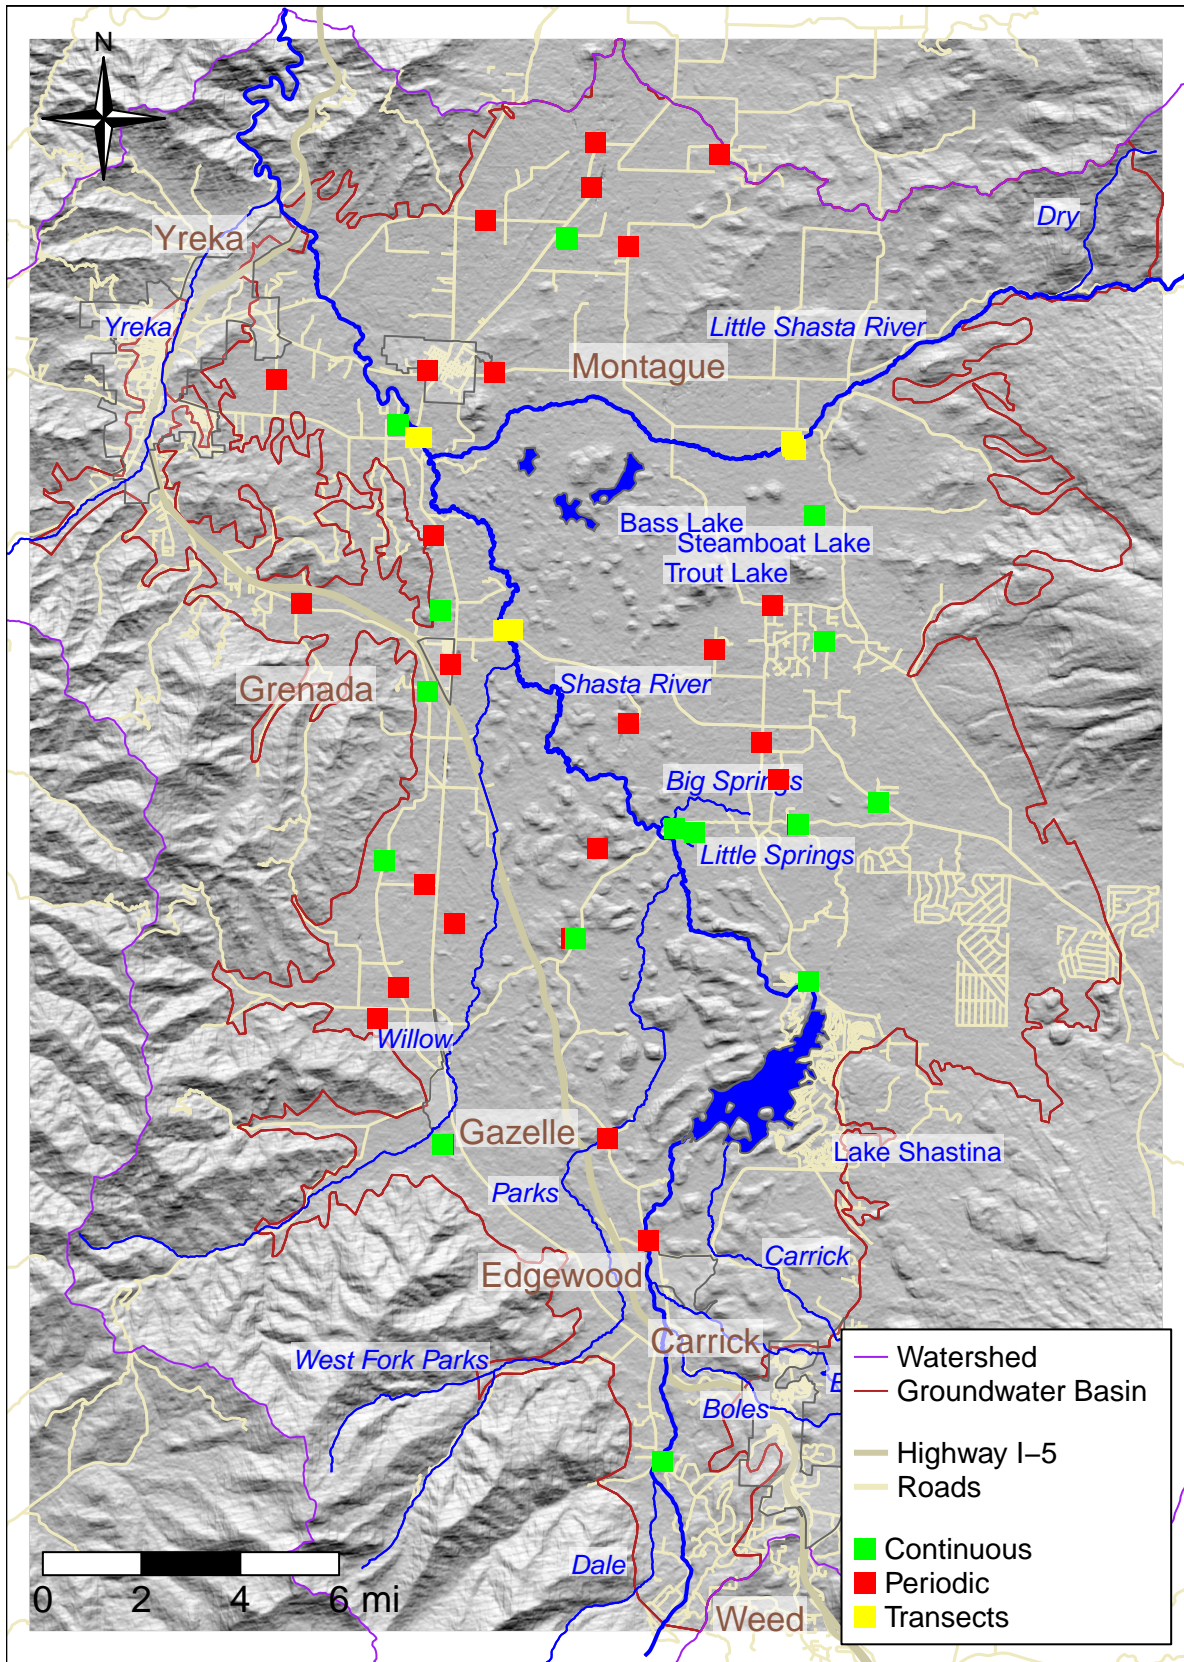 N
Dry
Yreka
Yreka
Little Shasta River
Montague
Bass Lake
Steamboat Lake
Trout Lake
Grenada
Shasta River
Big Springs
Little Springs
Willow
Gazelle
Lake Shastina
Parks
Carrick
Edgewood
Carrick
West Fork Parks
Boles
Dale
Weed
Watershed
Groundwater Basin
Highway I−5
Roads
Continuous
Periodic
Transects
0 2 4 6 mi